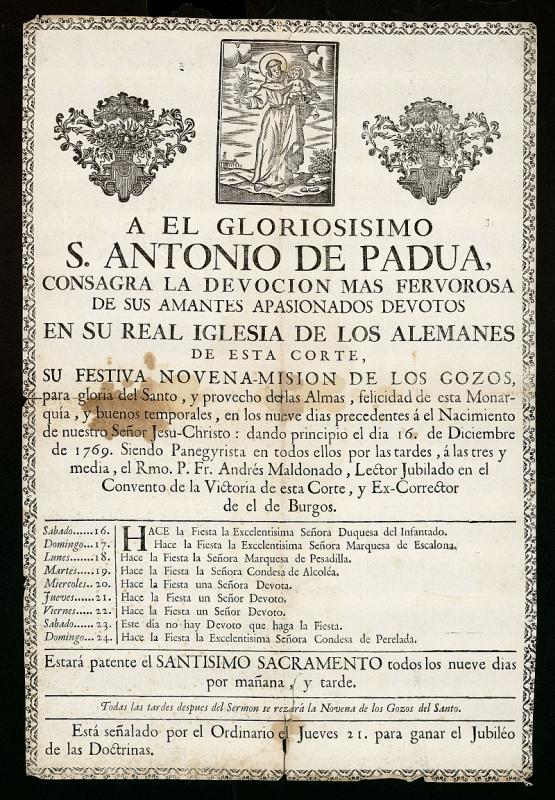 A EL GLORIOSISIMO
S. ANTONIO DE PADUA,
CONSAGRA LA DEVOCION MAS FERVOROSA
DE SUS AMANTES APASIONADOS DEVOTOS
EN SU REAL IGLESIA DE LOS ALEMANES
DE ESTA CORTE,
SU FESTIVA NOVENA-MISION DE LOS GOZOS,
para gloria del Santo, y provecho de las Almas, felicidad de esta Monar-
quía, y buenos temporales, en los nueve dias precedentes á el Nacimiento
de nuestro Señor Jesu-Christo: dando principio el dia 16. de Diciembre
de 1769. Siendo Panegyrista en todos ellos por las tardes, á las tres y
media, el Rmo. P. Fr. Andrés Maldonado, Lector Jubilado en el
Convento de la Victoria de esta Corte, y Ex-Corrector
de el de Burgos.
Sabado......16. HACE la Fiesta la Excelentisima Señora Duquesa del Infantado.
Domingo...17. Hace la Fiesta la Excelentisima Señora Marquesa de Escalona.
Lunes.......18. Hace la Fiesta la Señora Marquesa de Pesadilla.
Martes.....19. Hace la Fiesta la Señora Condesa de Alcoléa.
Miercoles..20. Hace la Fiesta una Señora Devota.
Jueves......21. Hace la Fiesta un Señor Devoto.
Viernes.....22. Hace la Fiesta un Señor Devoto.
Sabado......23. Este dia no hay Devoto que haga la Fiesta.
Domingo...24. Hace la Fiesta la Excelentisima Señora Condesa de Perelada.
Estará patente el SANTISIMO SACRAMENTO todos los nueve dias
por mañana, y tarde.
Todas las tardes despues del Sermon se rezará la Novena de los Gozos del Santo.
Está señalado por el Ordinario el Jueves 21. para ganar el Jubiléo
de las Doctrinas.